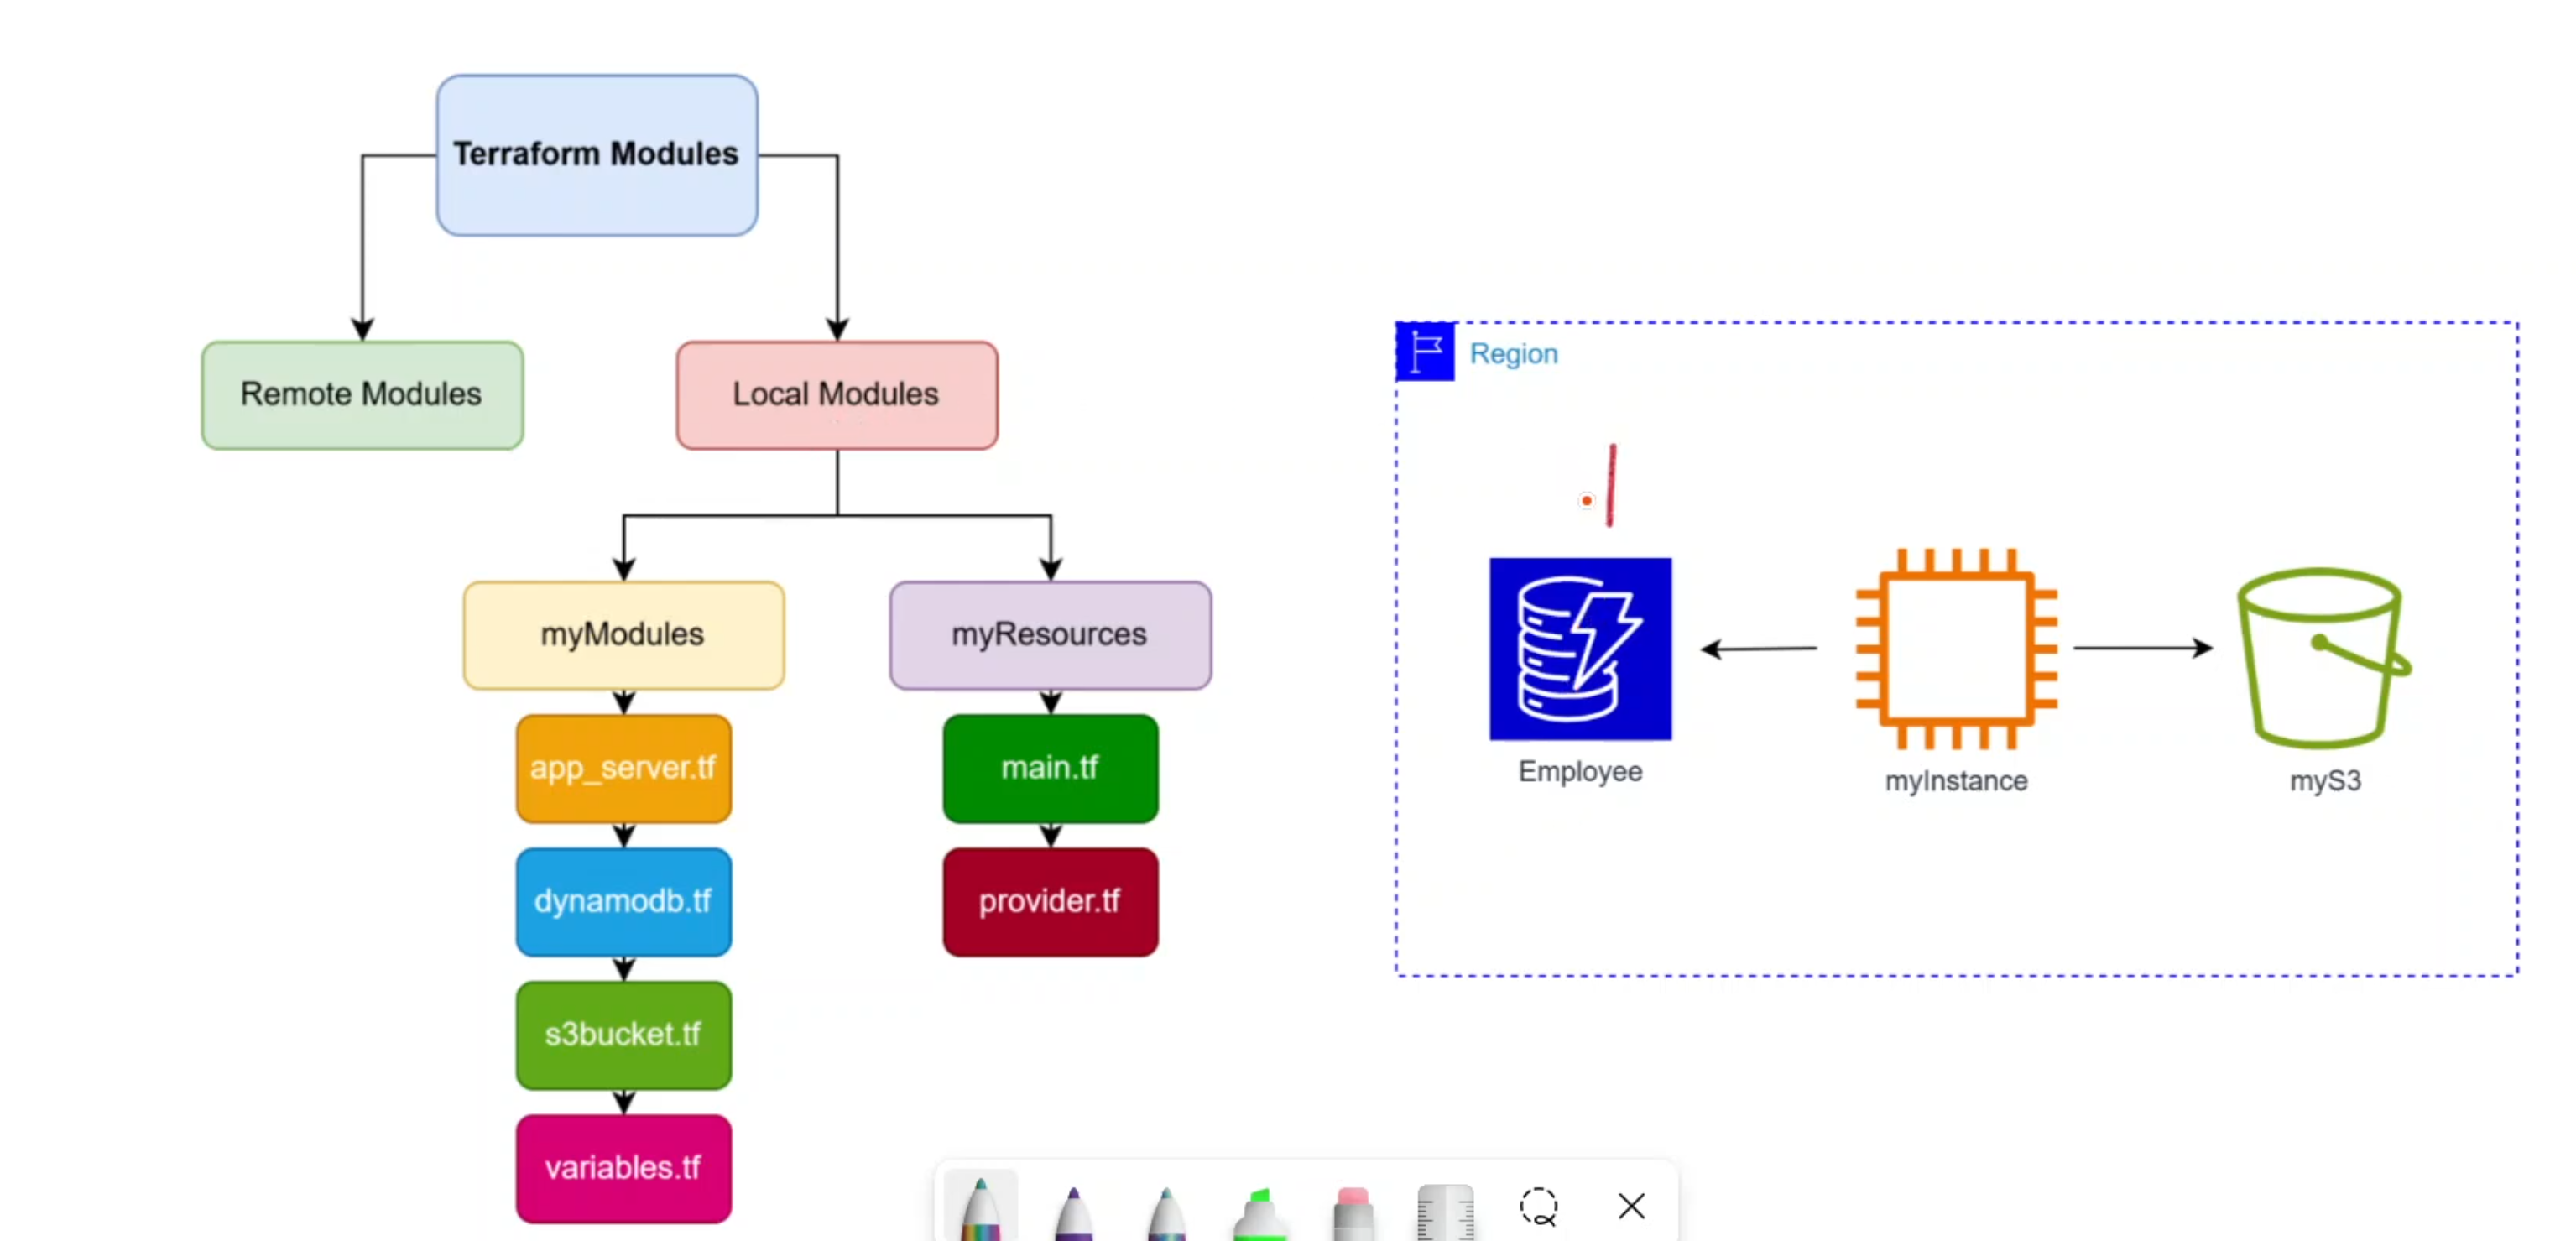 Terraform Modules
Remote Modules
Local Modules
myModules
myResources
app_server.tf
main.tf
dynamodb.tf
provider.tf
s3bucket.tf
variables.tf
Region
Employee
myInstance
myS3